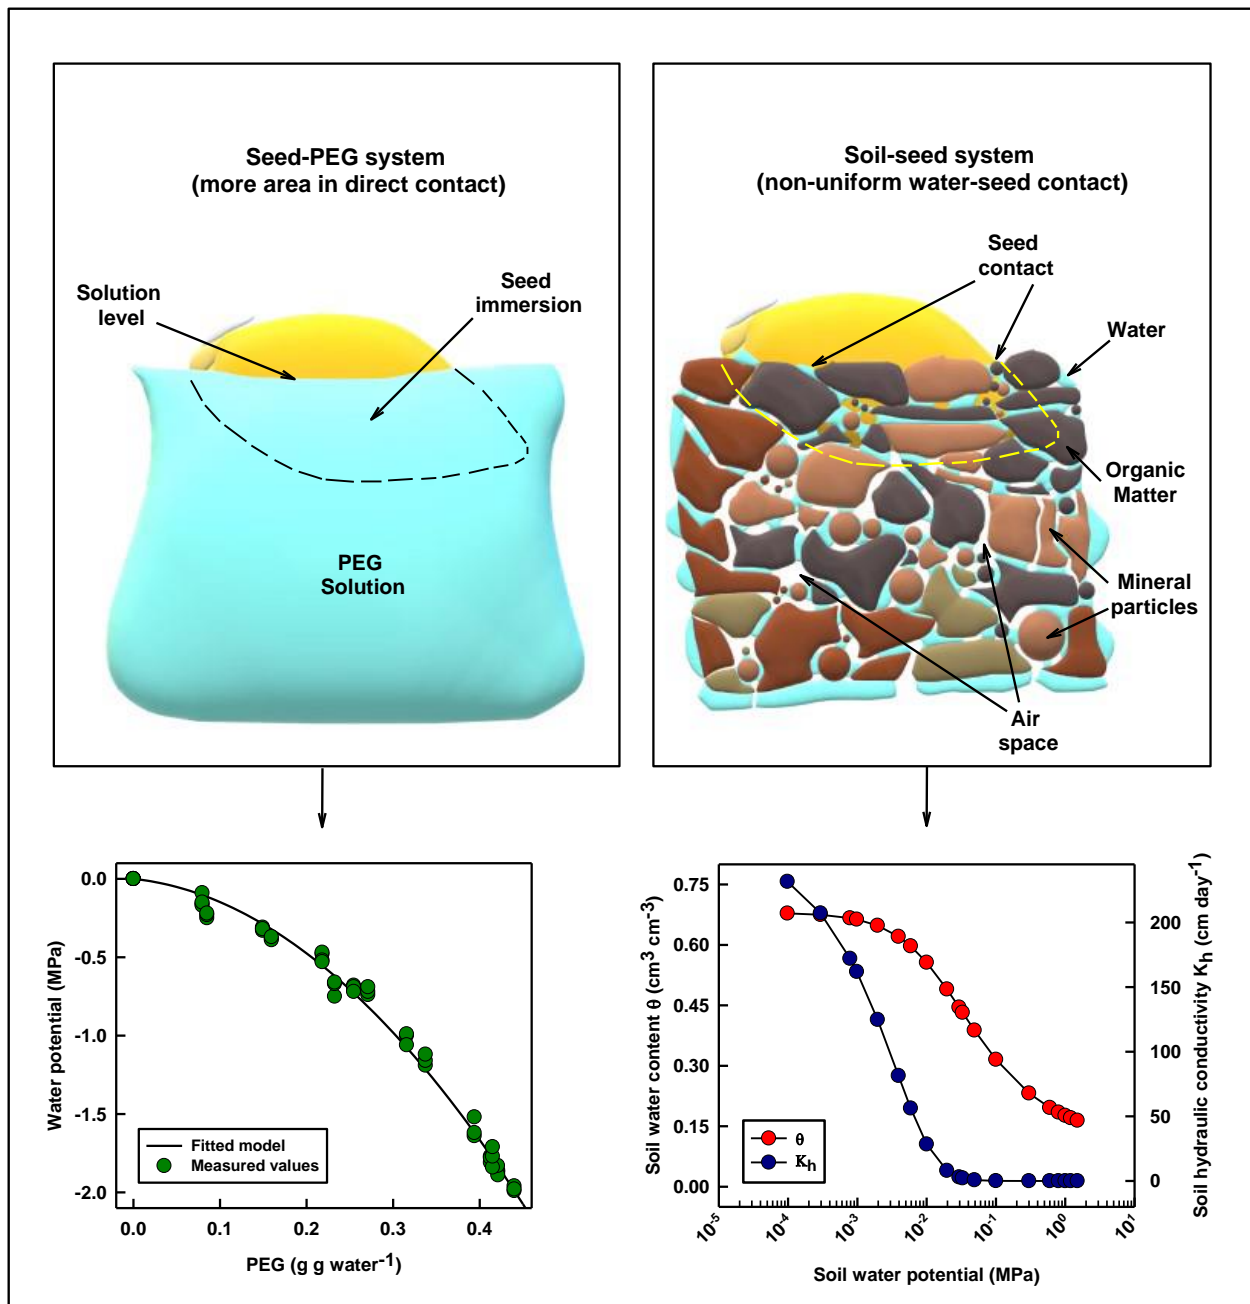 Seed-PEG system
(more area in direct contact)
Solution
level
Seed
immersion
PEG
Solution
Soil-seed system
(non-uniform water-seed contact)
Seed
contact
Water
Organic
Matter
Mineral
particles
Air
space
Water potential (MPa)
0.0
-0.5
-1.0
-1.5
-2.0
Fitted model
Measured values
0.0 0.1 0.2 0.3 0.4
PEG (g g water⁻¹)
Soil water content θ (cm³ cm⁻³)
0.75
0.60
0.45
0.30
0.15
0.00
θ
K_h
200
150
100
50
0
Soil hydraulic conductivity K_h (cm day⁻¹)
10⁻⁵ 10⁻⁴ 10⁻³ 10⁻² 10⁻¹ 10⁰ 10¹
Soil water potential (MPa)